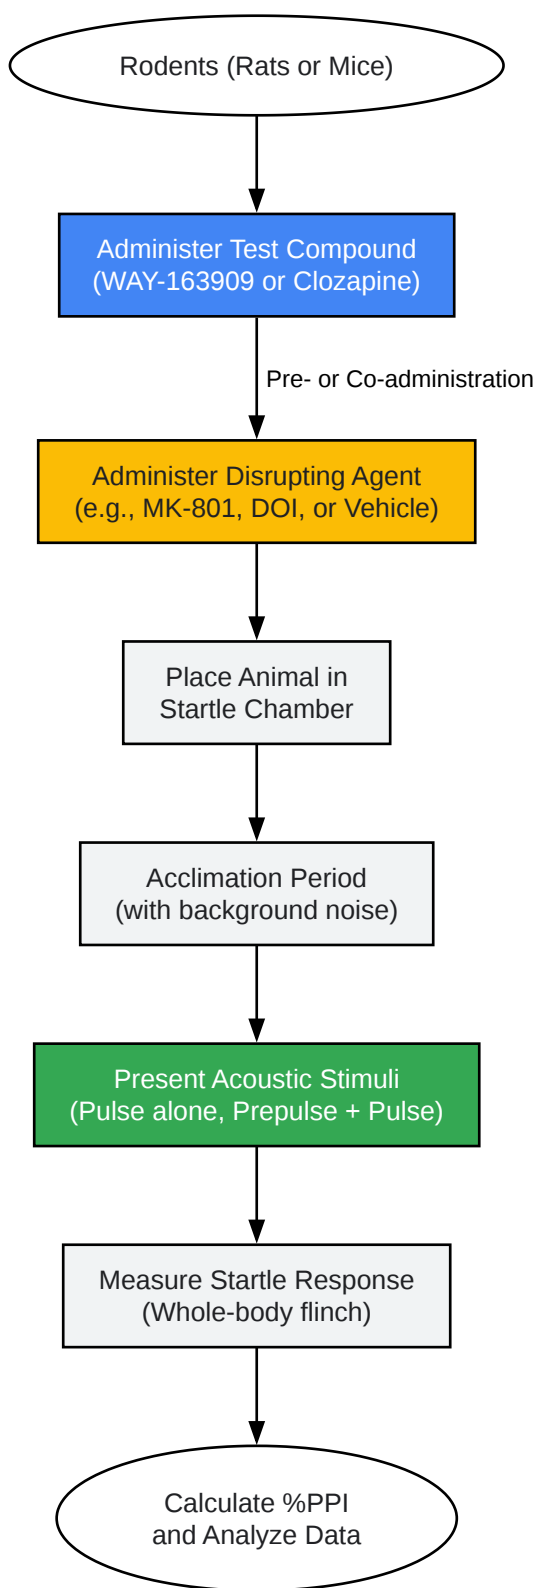 Rodents (Rats or Mice)
Administer Test Compound
(WAY-163909 or Clozapine)
Pre- or Co-administration
Administer Disrupting Agent
(e.g., MK-801, DOI, or Vehicle)
Place Animal in
Startle Chamber
Acclimation Period
(with background noise)
Present Acoustic Stimuli
(Pulse alone, Prepulse + Pulse)
Measure Startle Response
(Whole-body flinch)
Calculate %PPI
and Analyze Data